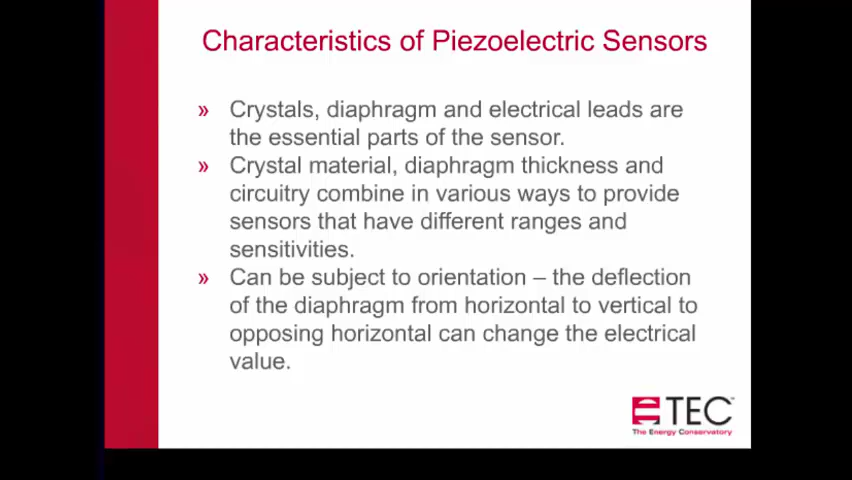 Characteristics of Piezoelectric Sensors
» Crystals, diaphragm and electrical leads are
the essential parts of the sensor.
» Crystal material, diaphragm thickness and
circuitry combine in various ways to provide
sensors that have different ranges and
sensitivities.
» Can be subject to orientation – the deflection
of the diaphragm from horizontal to vertical to
opposing horizontal can change the electrical
value.
TEC™
The Energy Conservatory